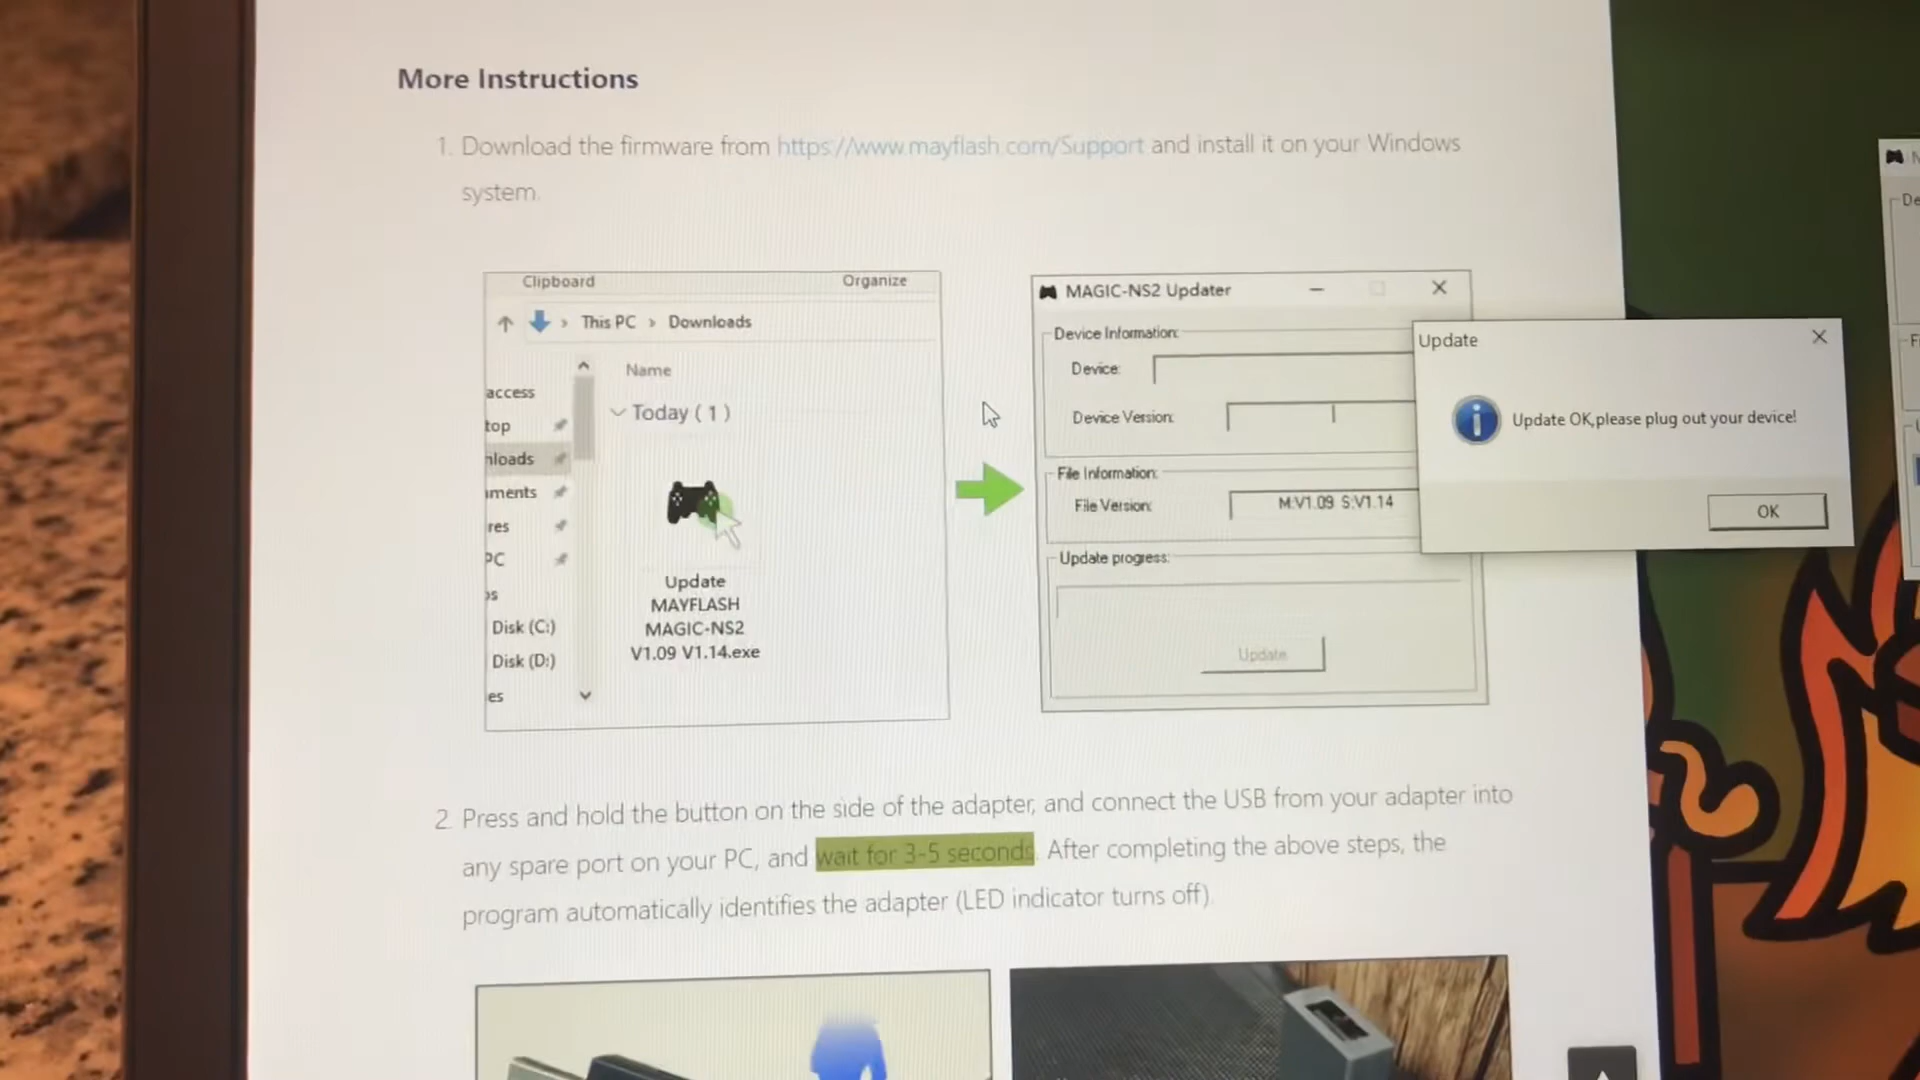 More Instructions
1. Download the firmware from https://www.mayflash.com/Support and install it on your Windows
system.
Clipboard Organize
This PC > Downloads
Name
access
Today ( 1 )
top
nloads
uments
res
PC
os
Disk (C:)
Disk (D:)
es
Update
MAYFLASH
MAGIC-NS2
V1.09 V1.14.exe
MAGIC-NS2 Updater
Device Information:
Device:
Device Version:
File Information:
File Version: M:V1.09 S:V1.14
Update progress:
Update
Update
Update OK,please plug out your device!
OK
De
2. Press and hold the button on the side of the adapter, and connect the USB from your adapter into
any spare port on your PC, and wait for 3-5 seconds. After completing the above steps, the
program automatically identifies the adapter (LED indicator turns off).